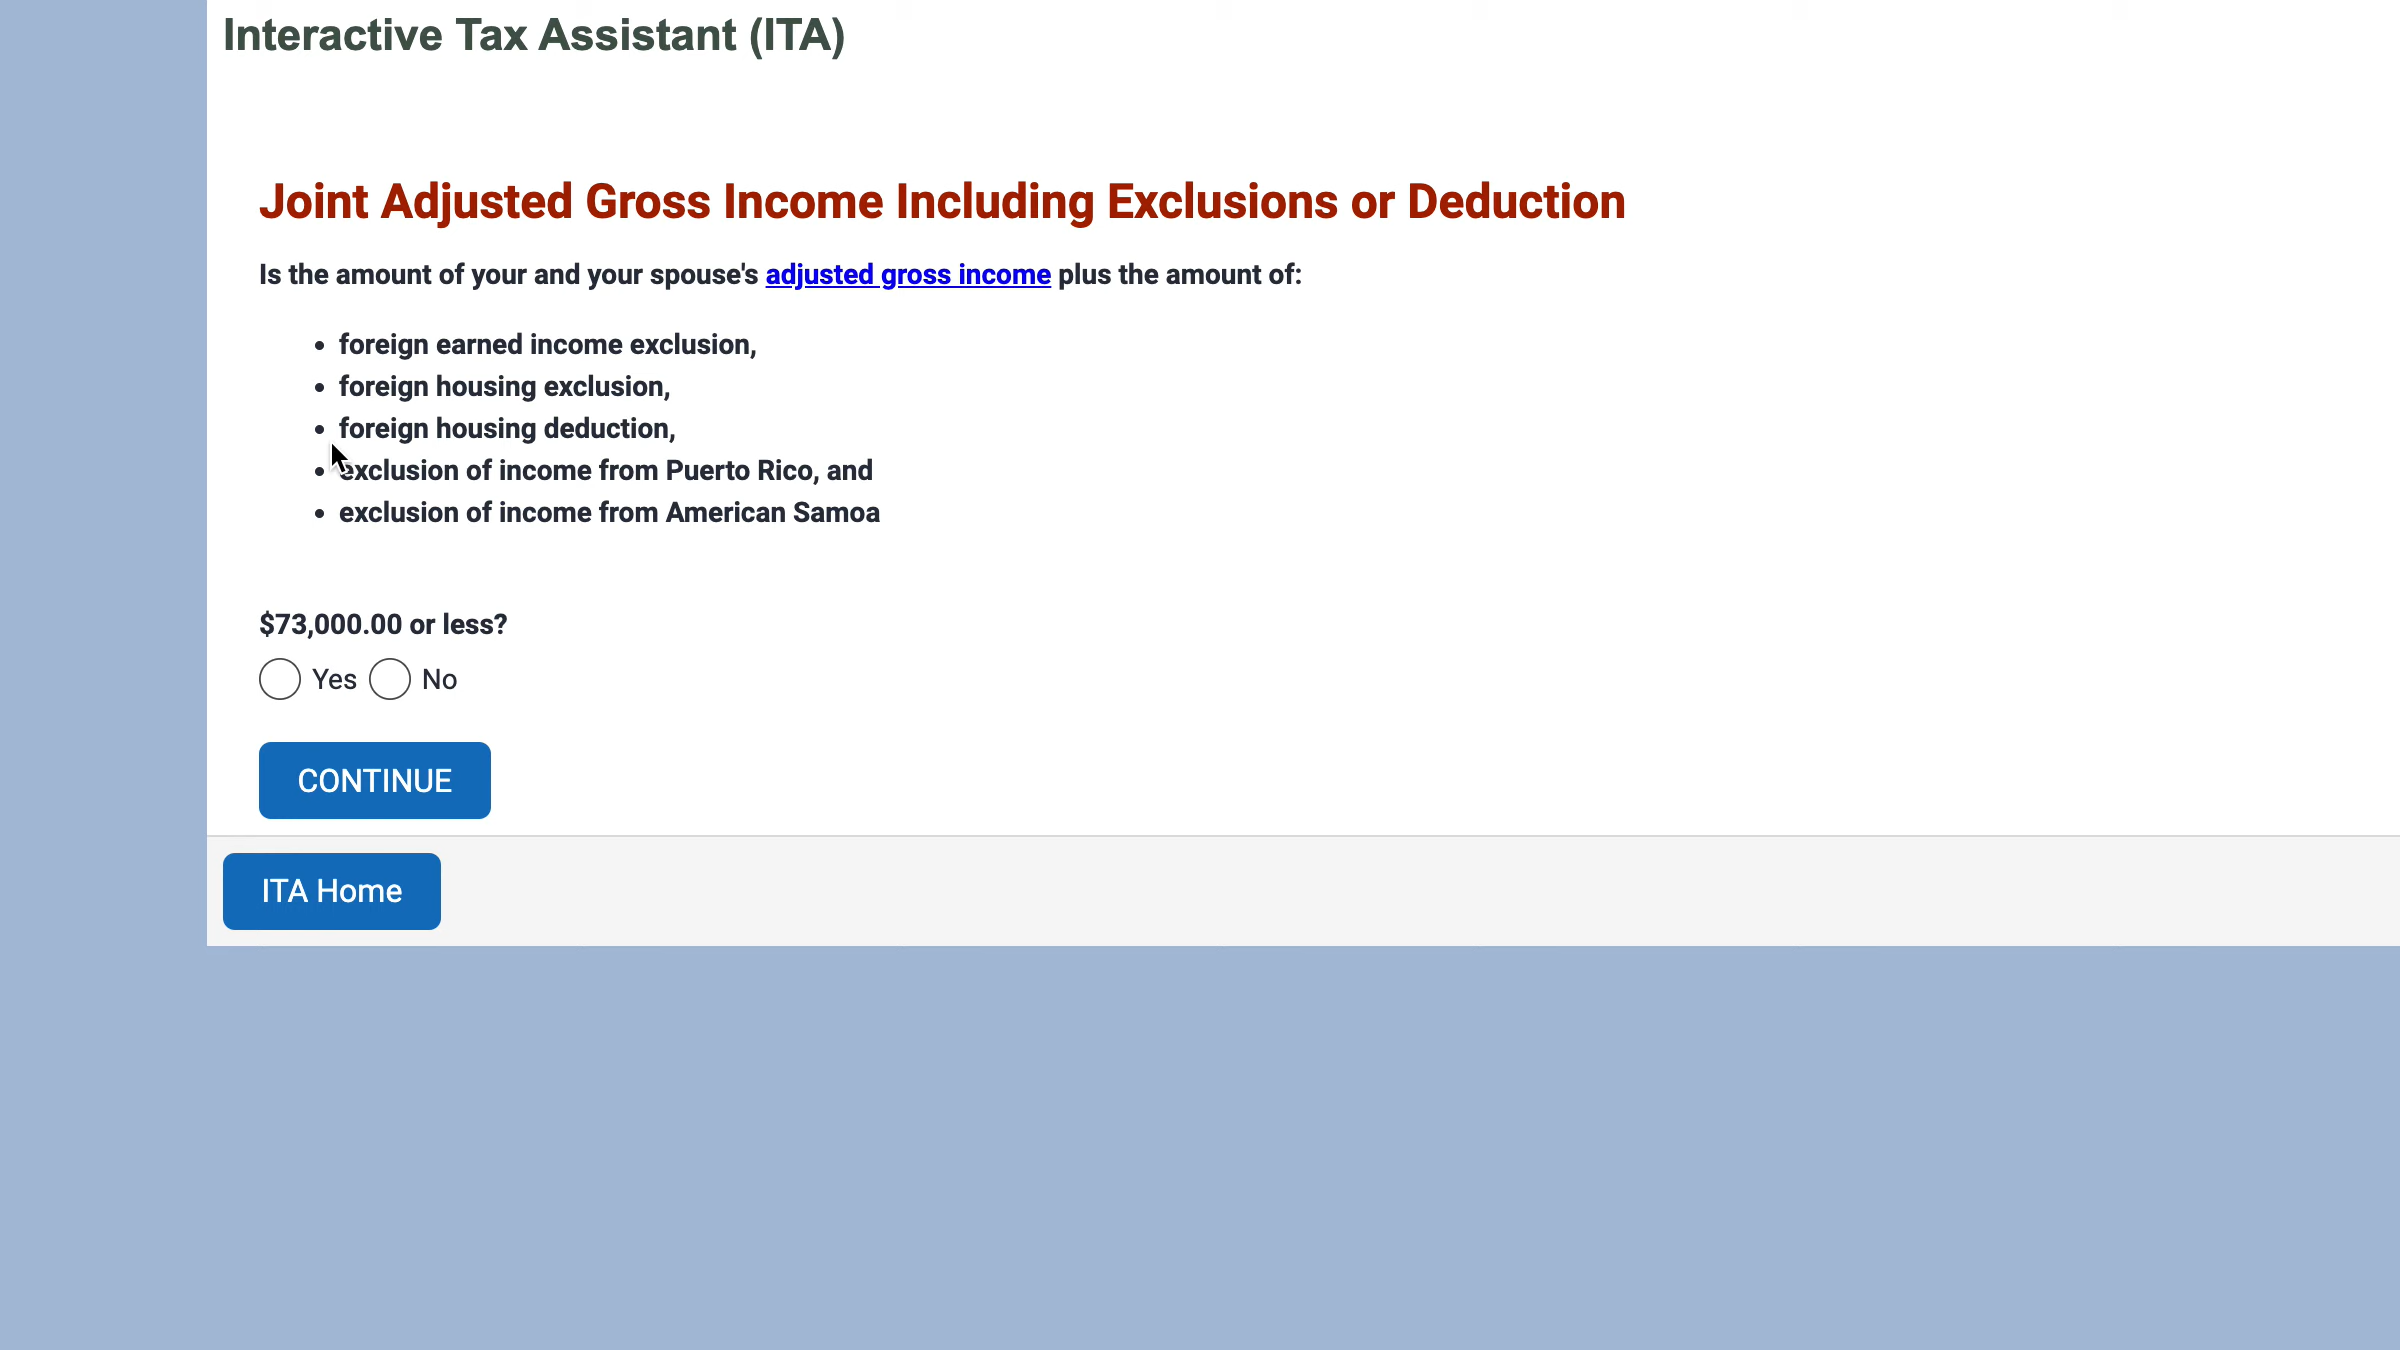 Interactive Tax Assistant (ITA)
Joint Adjusted Gross Income Including Exclusions or Deduction
Is the amount of your and your spouse's adjusted gross income plus the amount of:
• foreign earned income exclusion,
• foreign housing exclusion,
• foreign housing deduction,
• exclusion of income from Puerto Rico, and
• exclusion of income from American Samoa
$73,000.00 or less?
Yes No
CONTINUE
ITA Home